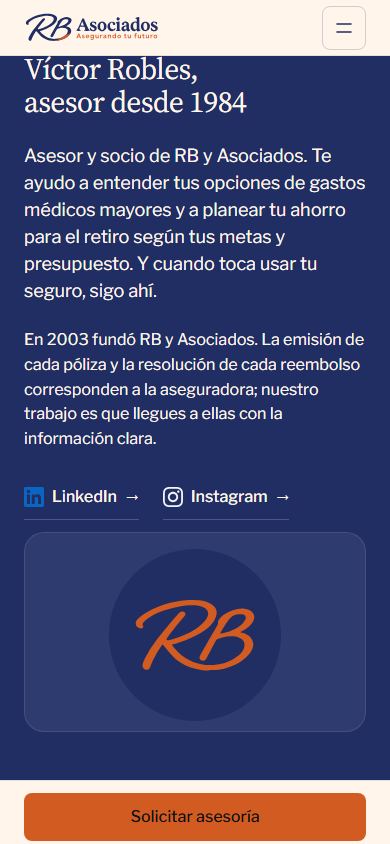 RB Asociados
Asegurando tu futuro
Víctor Robles,
asesor desde 1984
Asesor y socio de RB y Asociados. Te
ayudo a entender tus opciones de gastos
médicos mayores y a planear tu ahorro
para el retiro según tus metas y
presupuesto. Y cuando toca usar tu
seguro, sigo ahí.
En 2003 fundó RB y Asociados. La emisión de
cada póliza y la resolución de cada reembolso
corresponden a la aseguradora; nuestro
trabajo es que llegues a ellas con la
información clara.
in LinkedIn → Instagram →
RB
Solicitar asesoría